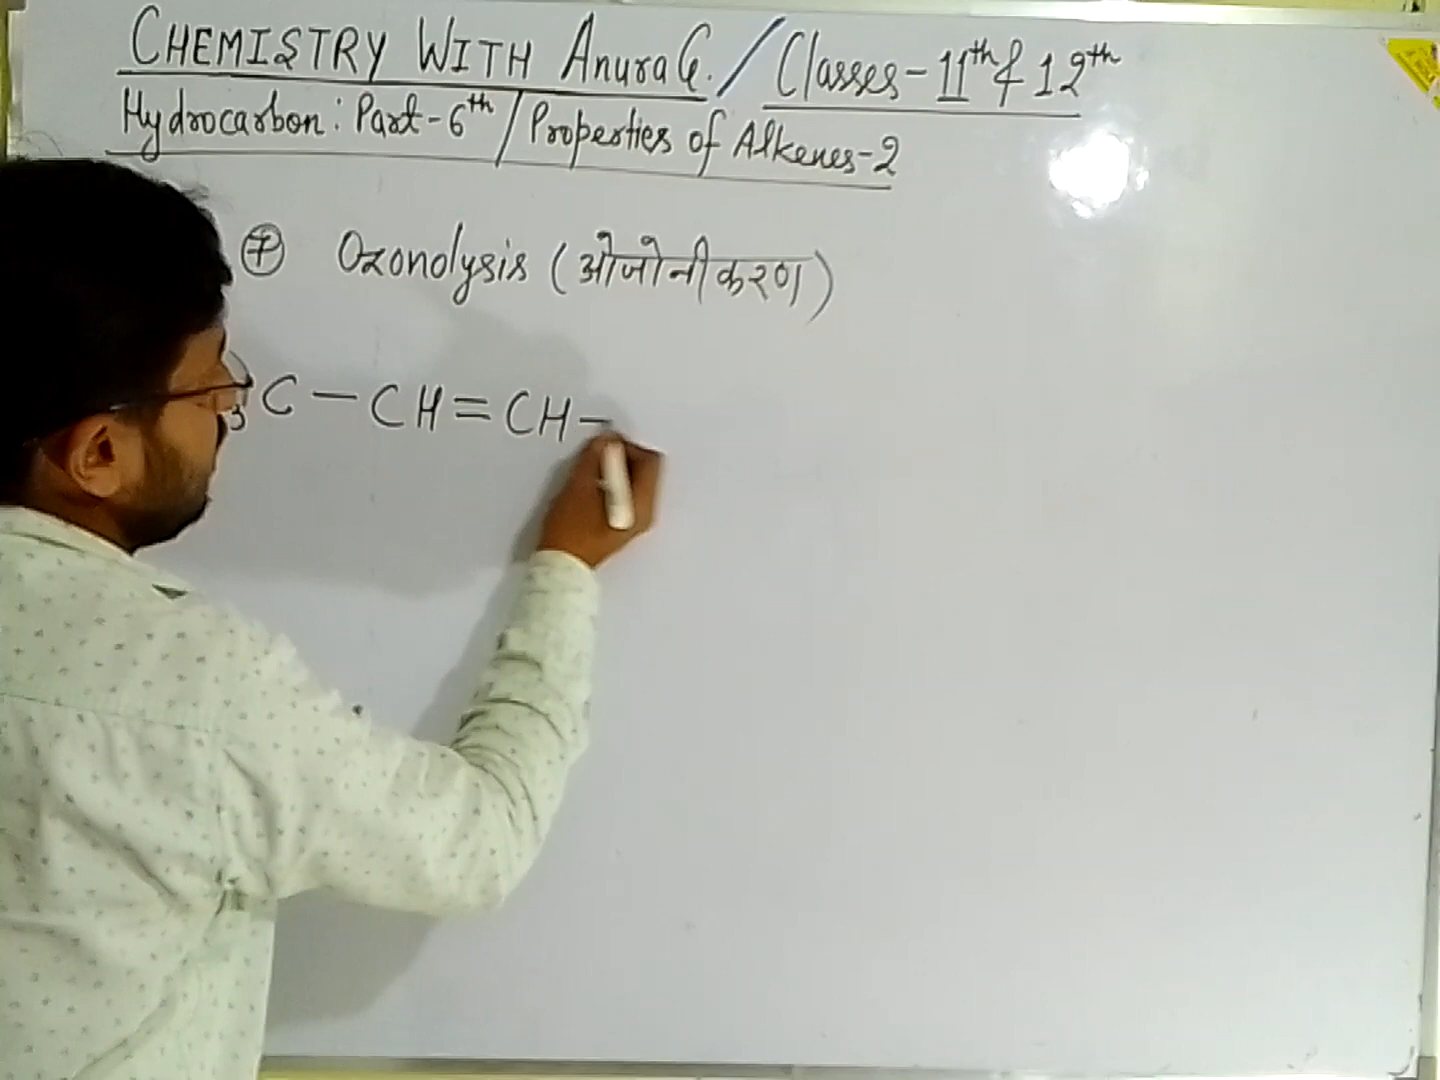 CHEMISTRY WITH AnuraG. / Classes - 11th & 12th
Hydrocarbon: Part-6th / Properties of Alkenes-2
⑦ Ozonolysis (ओजोनीकरण)
3C — CH = CH —